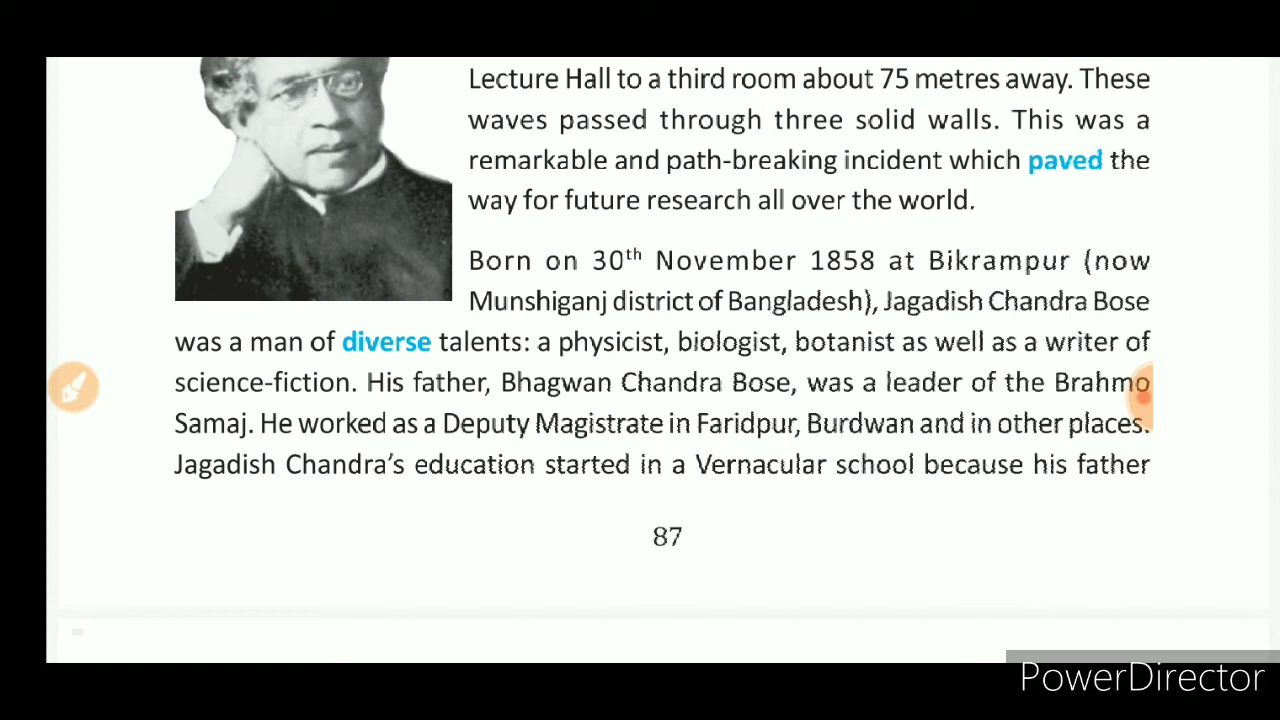 Lecture Hall to a third room about 75 metres away. These
waves passed through three solid walls. This was a
remarkable and path-breaking incident which paved the
way for future research all over the world.
Born on 30th November 1858 at Bikrampur (now
Munshiganj district of Bangladesh), Jagadish Chandra Bose
was a man of diverse talents: a physicist, biologist, botanist as well as a writer of
science-fiction. His father, Bhagwan Chandra Bose, was a leader of the Brahmo
Samaj. He worked as a Deputy Magistrate in Faridpur, Burdwan and in other places.
Jagadish Chandra's education started in a Vernacular school because his father
87
PowerDirector